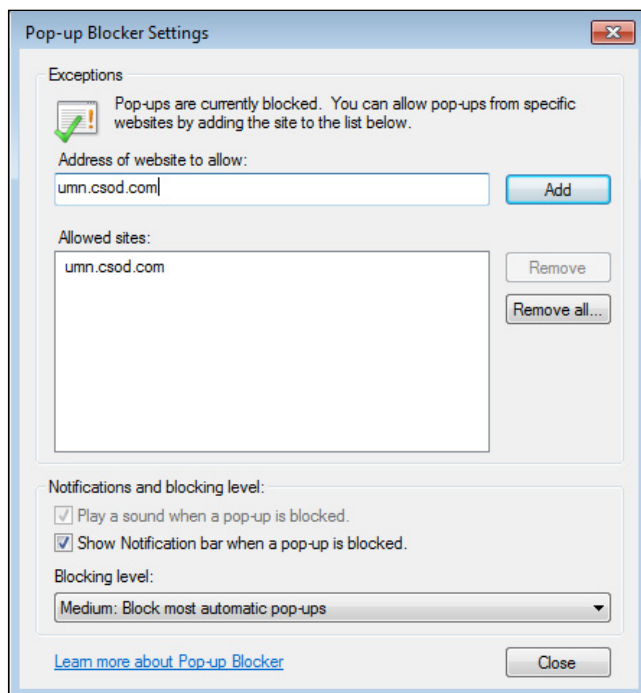 Pop-up Blocker Settings
Exceptions
Pop-ups are currently blocked. You can allow pop-ups from specific
websites by adding the site to the list below.
Address of website to allow:
umn.csod.com
Add
Allowed sites:
umn.csod.com
Remove
Remove all...
Notifications and blocking level:
Play a sound when a pop-up is blocked.
Show Notification bar when a pop-up is blocked.
Blocking level:
Medium: Block most automatic pop-ups
Learn more about Pop-up Blocker
Close